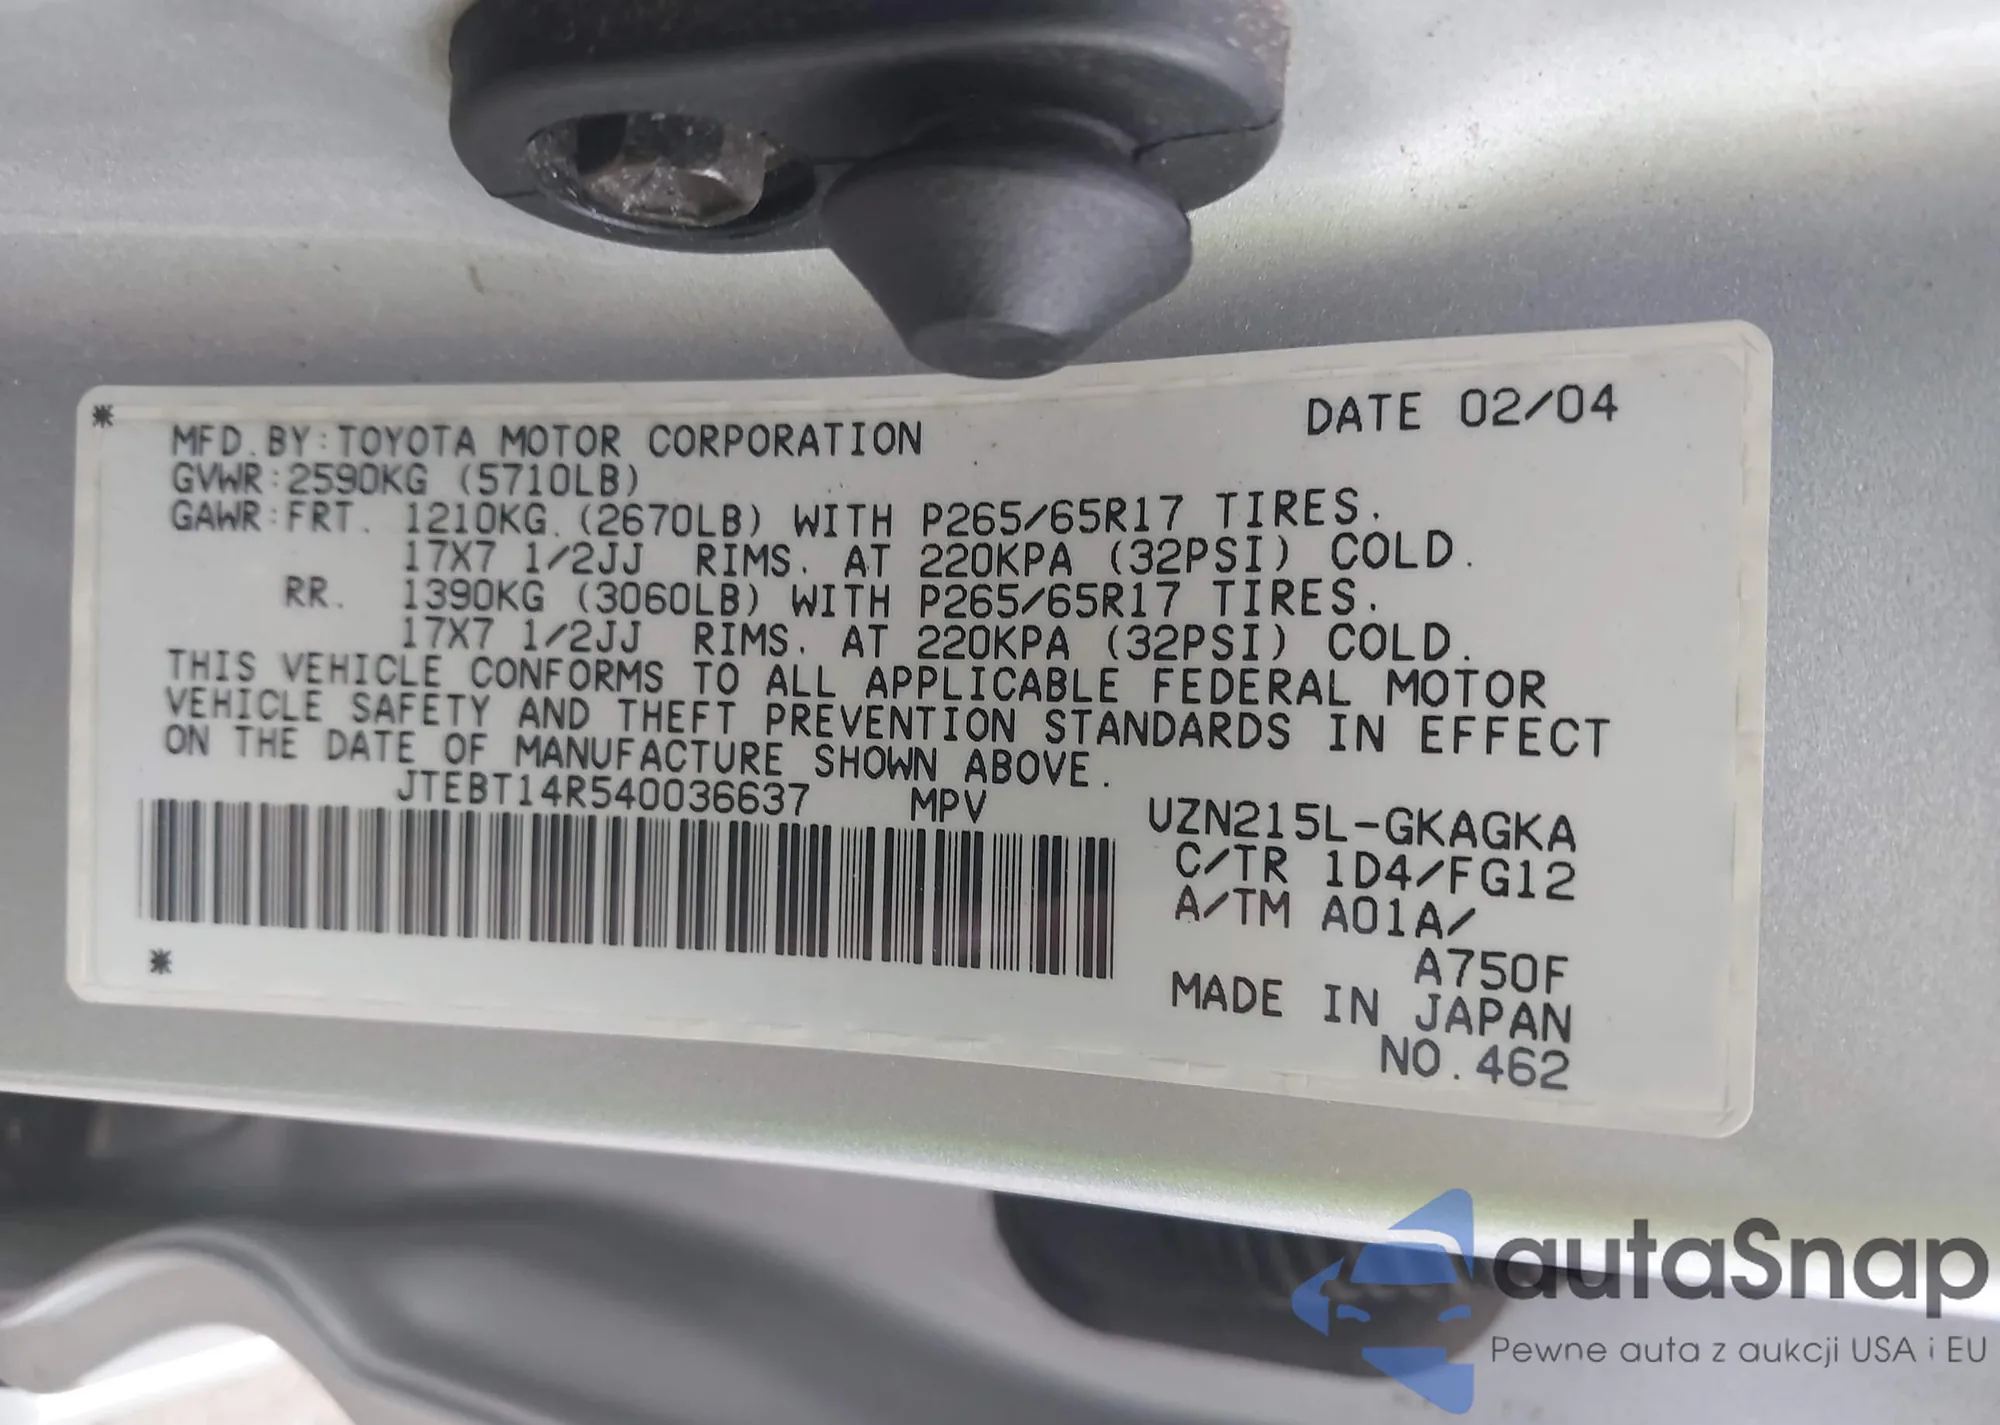 DATE 02/04
MFD. BY: TOYOTA MOTOR CORPORATION
GVWR: 2590KG (5710LB)
GAWR: FRT. 1210KG. (2670LB) WITH P265/65R17 TIRES.
17X7 1/2JJ RIMS. AT 220KPA (32PSI) COLD.
RR. 1390KG (3060LB) WITH P265/65R17 TIRES.
17X7 1/2JJ RIMS. AT 220KPA (32PSI) COLD.
THIS VEHICLE CONFORMS TO ALL APPLICABLE FEDERAL MOTOR
VEHICLE SAFETY AND THEFT PREVENTION STANDARDS IN EFFECT
ON THE DATE OF MANUFACTURE SHOWN ABOVE.
JTEBT14R540036637 MPV
UZN215L-GKAGKA
C/TR 1D4/FG12
A/TM A01A/
A750F
MADE IN JAPAN
NO. 462
autaSnap
Pewne auta z aukcji USA i EU